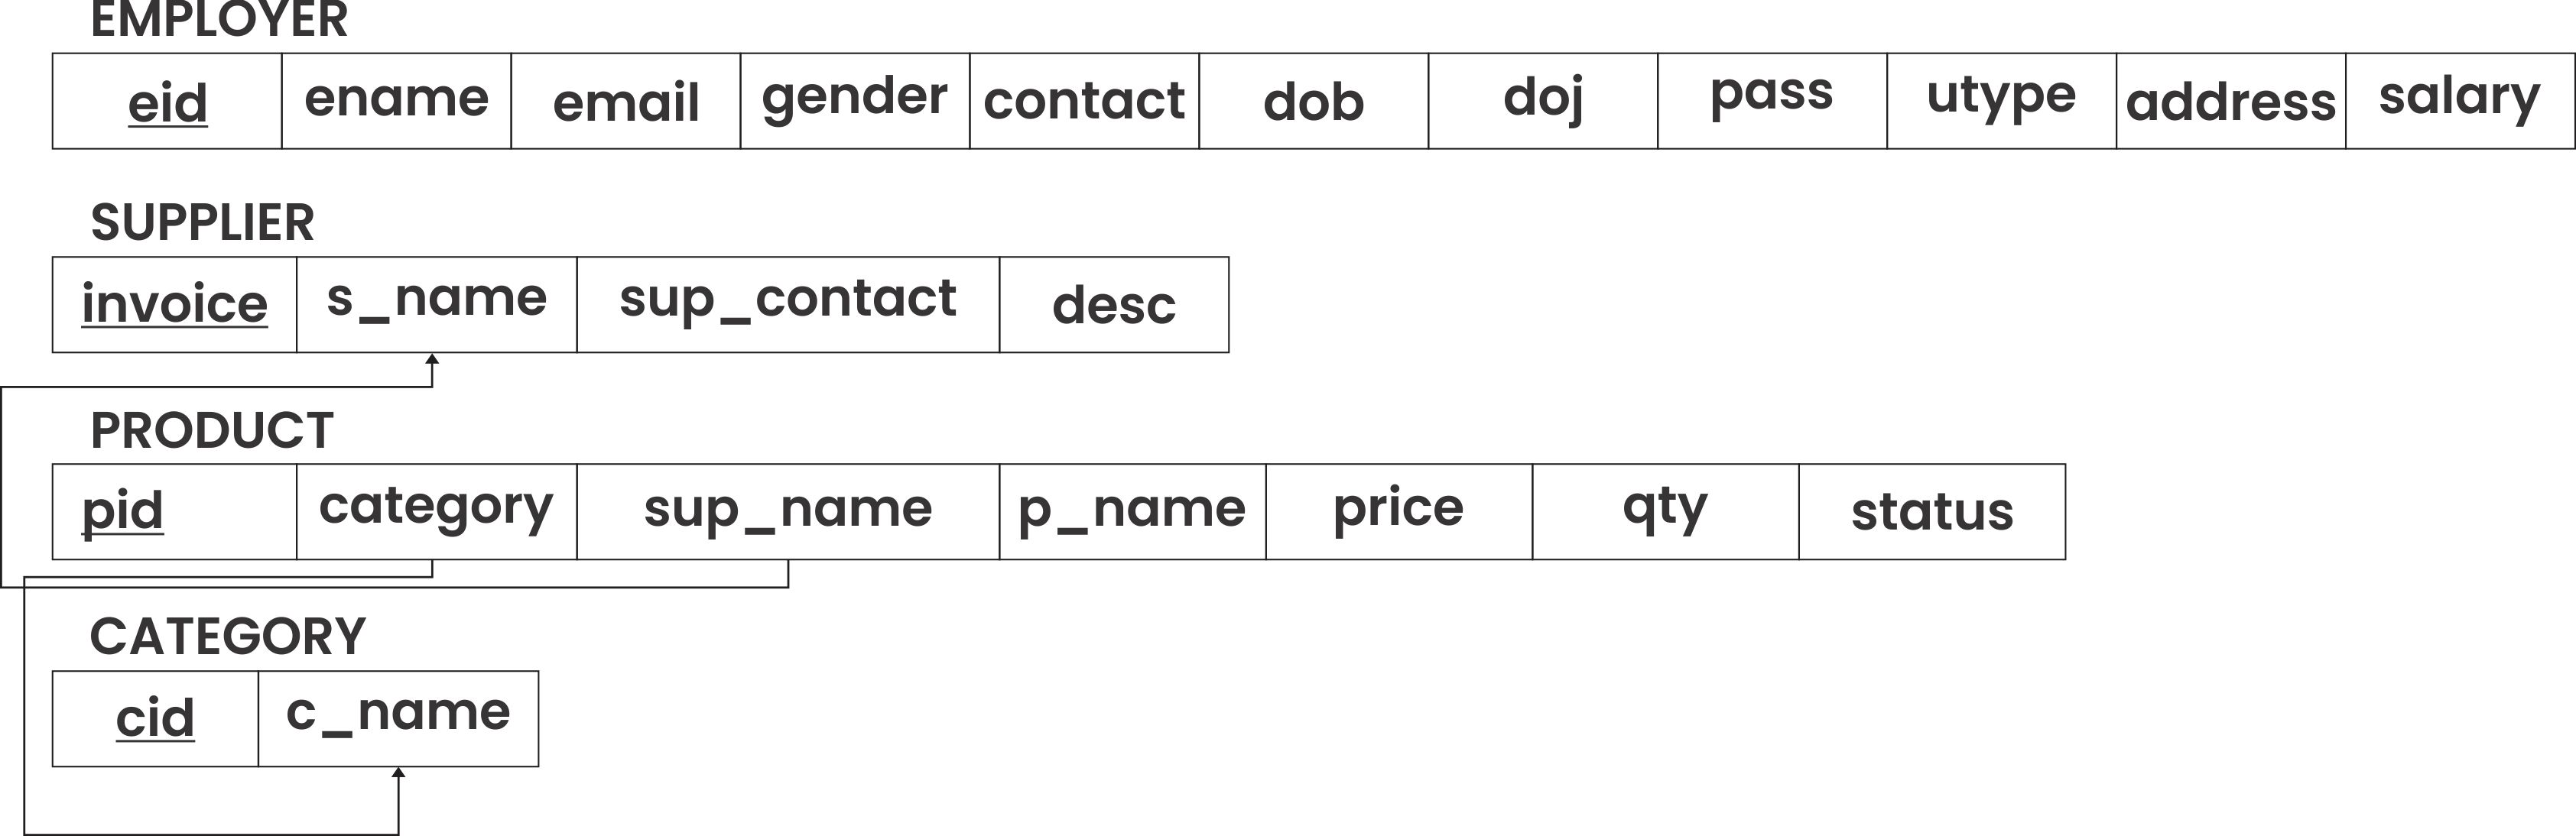 EMPLOYER
eid ename email gender contact dob doj pass utype address salary
SUPPLIER
invoice s_name sup_contact desc
PRODUCT
pid category sup_name p_name price qty status
CATEGORY
cid c_name